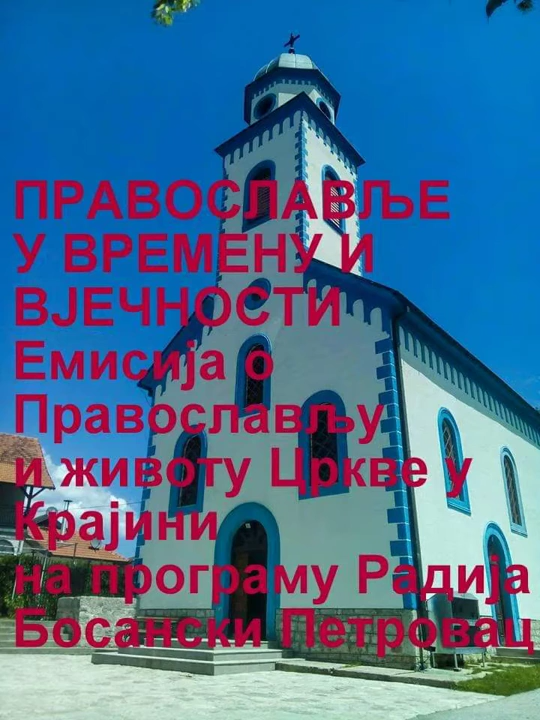 ПРАВОСЛАВЉЕ
У ВРЕМЕНУ И
ВЈЕЧНОСТИ
Емисија о
Православљу
и животу Цркве у
Крајини
на програму Радија
Босански Петровац